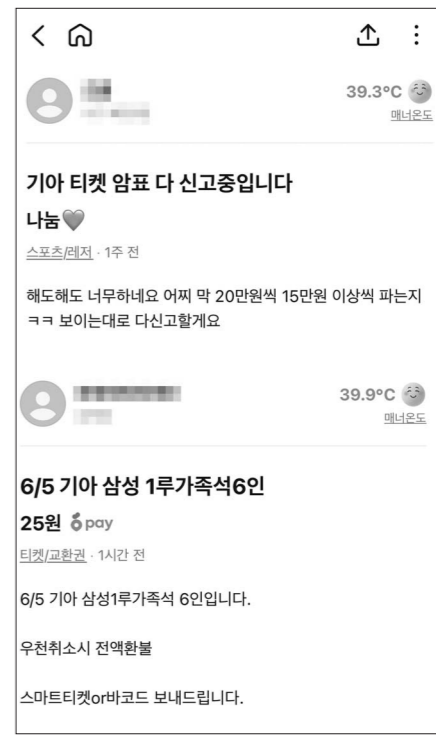 39.3°C
매너온도
기아 티켓 암표 다 신고중입니다
나눔🩶
스포츠/레저 · 1주 전
해도해도 너무하네요 어찌 막 20만원씩 15만원 이상씩 파는지
ㅋㅋ 보이는대로 다신고할게요
39.9°C
매너온도
6/5 기아 삼성 1루가족석6인
25원 pay
티켓/교환권 · 1시간 전
6/5 기아 삼성1루가족석 6인입니다.
우천취소시 전액환불
스마트티켓or바코드 보내드립니다.